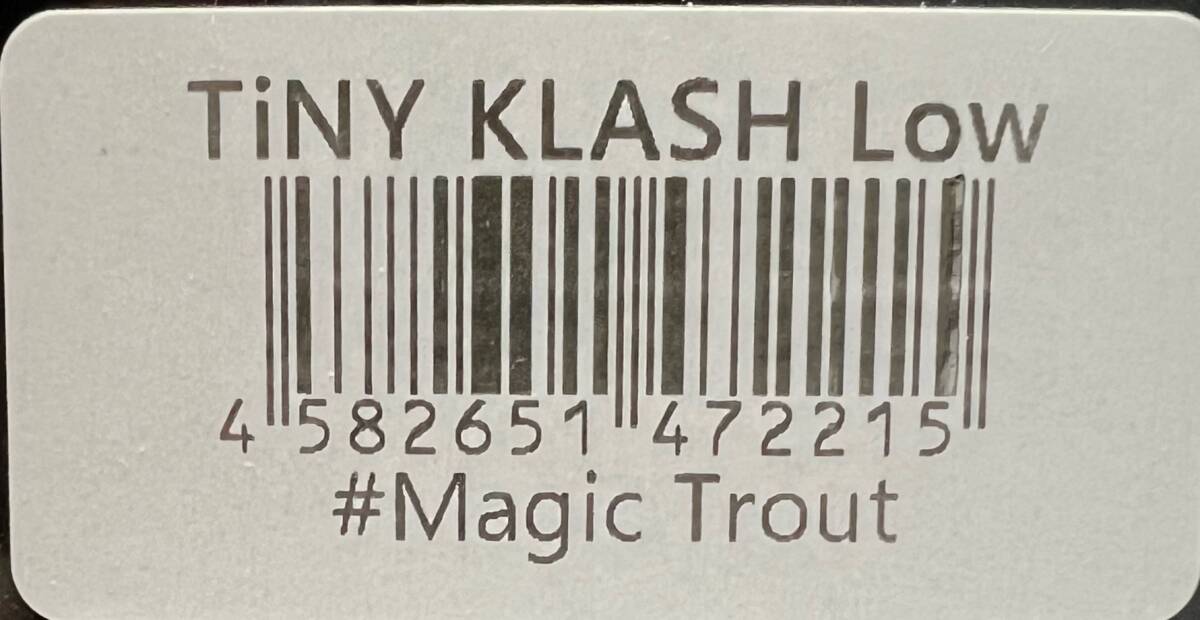 TiNY KLASH Low
4 582651 472215
#Magic Trout